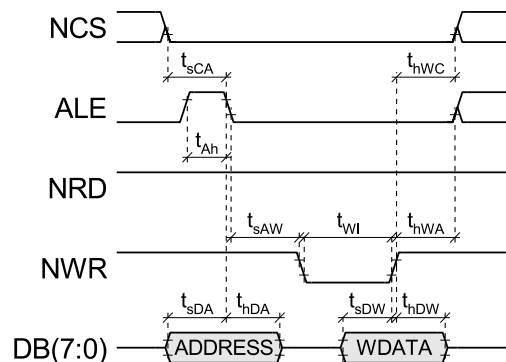 NCS
tsCA
thWC
ALE
tAh
NRD
tsAW
tWl
thWA
NWR
tsDA
thDA
tsDW
thDW
DB(7:0)
ADDRESS
WDATA